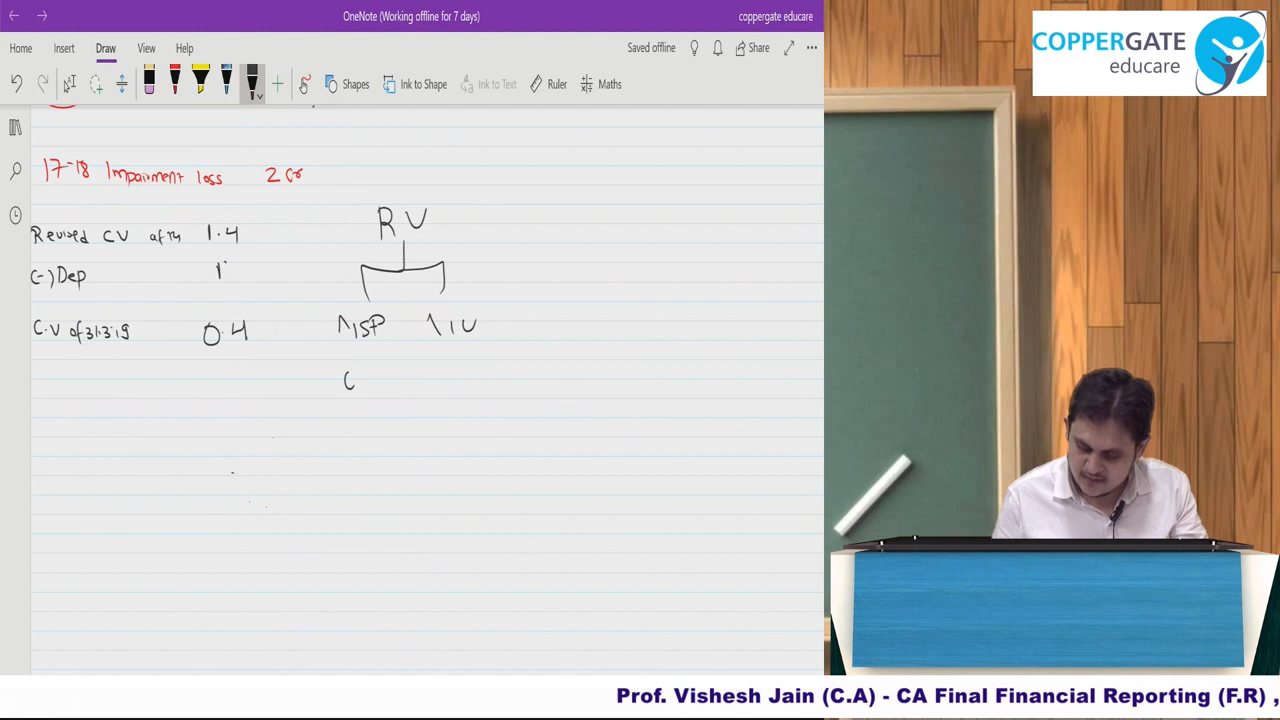 OneNote (Working offline for 7 days)
coppergate educare
Home Insert Draw View Help
Saved offline
Share
Shapes
Ink to Shape
Ink to Text
Ruler
Maths
COPPERGATE
educare
17-18 Impairment loss 2 cr
Revised CV after 1.4
(-) Dep 1
C.V of 31.3.19 0.4
R V
NSP VIU
Prof. Vishesh Jain (C.A) - CA Final Financial Reporting (F.R) ,